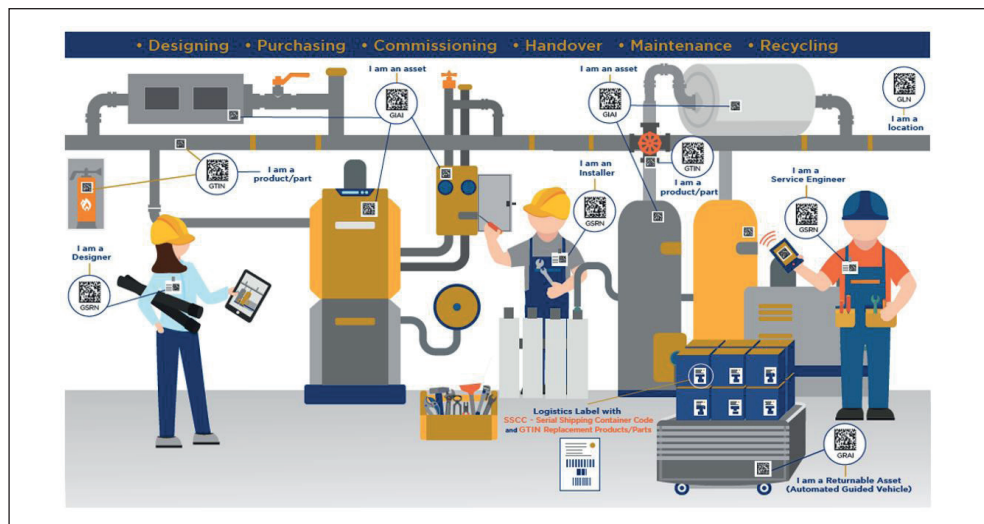 • Designing • Purchasing • Commissioning • Handover • Maintenance • Recycling
I am an asset
GIAI
I am an asset
GIAI
GLN
I am a
location
GTIN
I am a
product/part
I am an
Installer
GSRN
GTIN
I am a
product/part
I am a
Service Engineer
GSRN
I am a
Designer
GSRN
Logistics Label with
SSCC - Serial Shipping Container Code
and GTIN Replacement Products/Parts
GRAI
I am a Returnable Asset
(Automated Guided Vehicle)